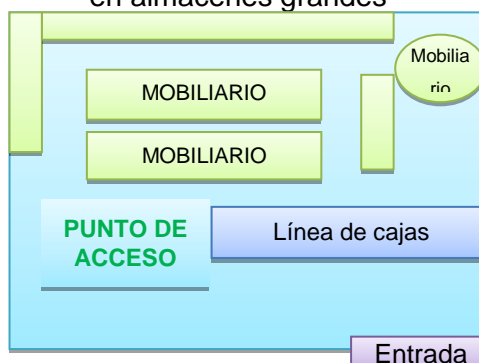 en almacenes grandes
Mobilia
rio
MOBILIARIO
MOBILIARIO
PUNTO DE
ACCESO
Línea de cajas
Entrada